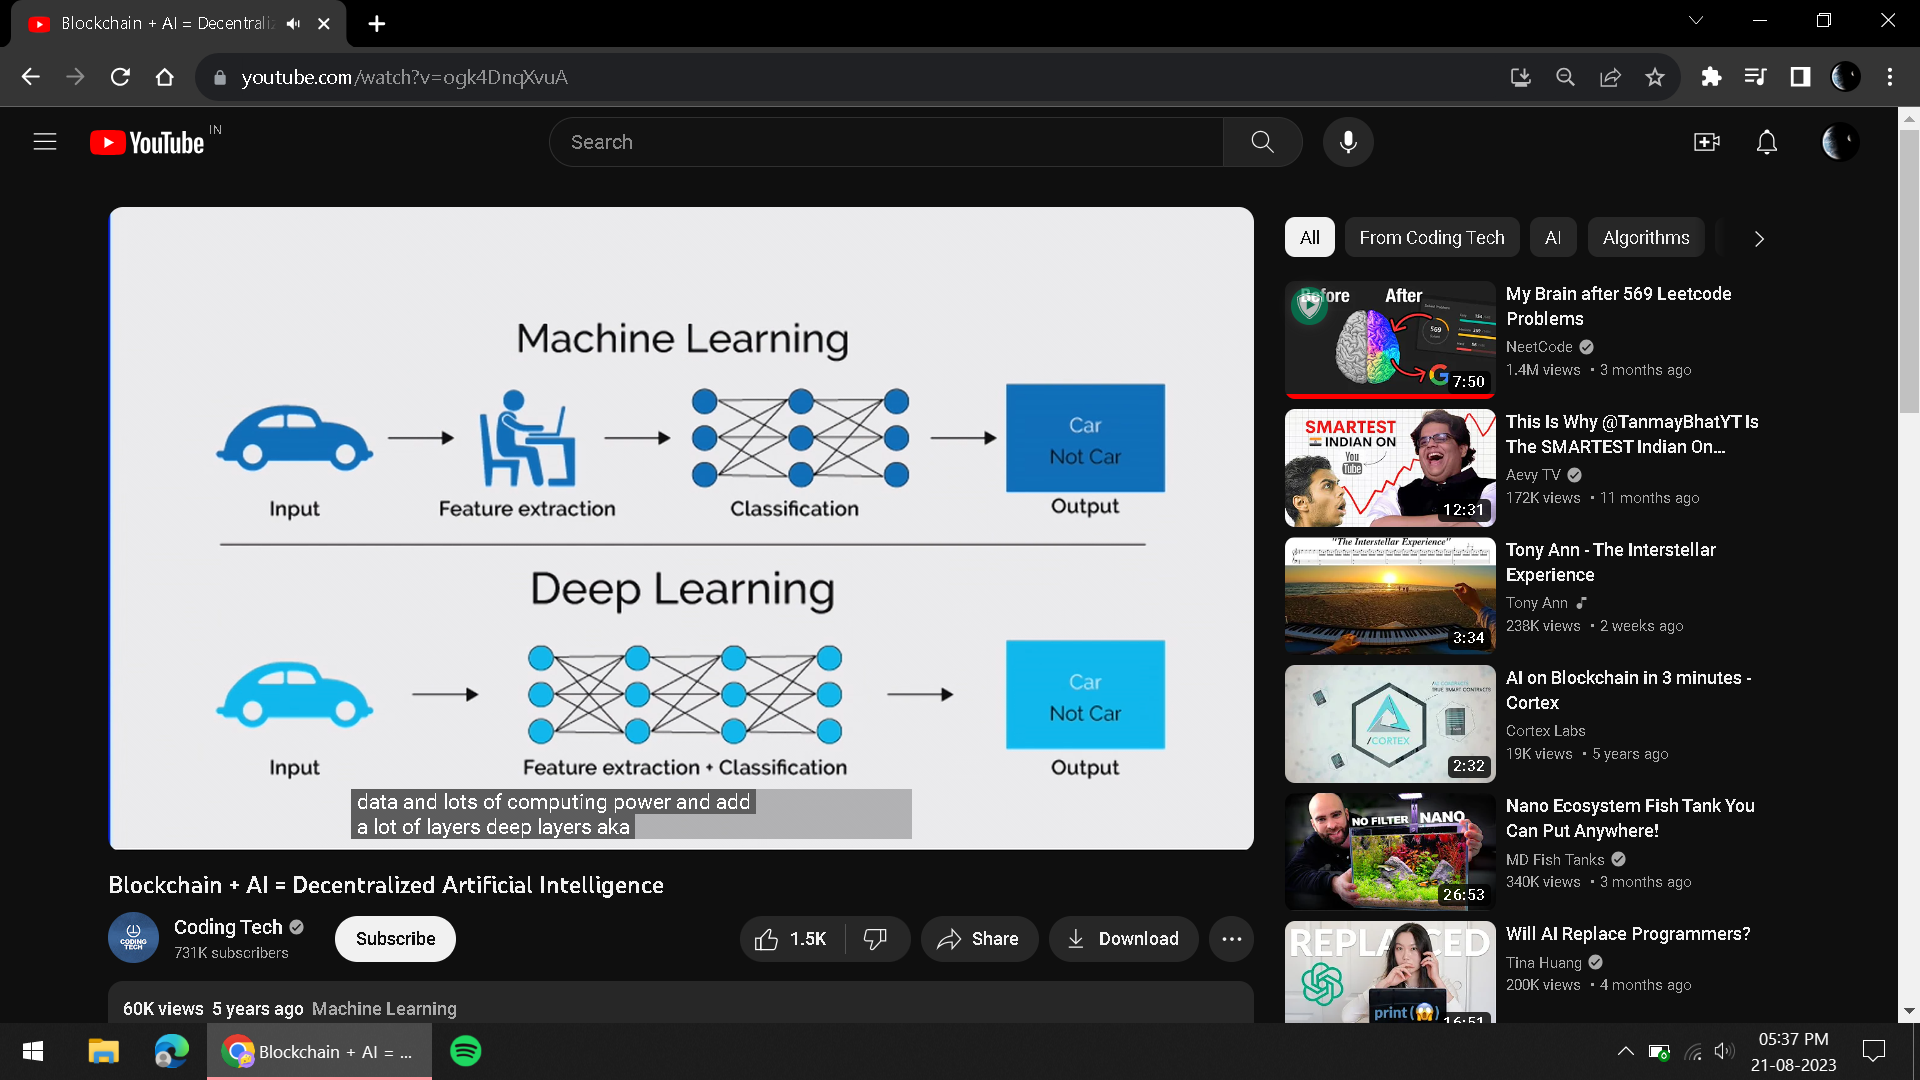 Blockchain + AI = Decentraliz
youtube.com/watch?v=ogk4DnqXvuA
YouTube IN
Search
Machine Learning
Input
Feature extraction
Classification
Car
Not Car
Output
Deep Learning
Input
Feature extraction + Classification
Car
Not Car
Output
data and lots of computing power and add
a lot of layers deep layers aka
Blockchain + AI = Decentralized Artificial Intelligence
CODING
TECH
Coding Tech
731K subscribers
Subscribe
1.5K
Share
Download
60K views 5 years ago Machine Learning
All
From Coding Tech
AI
Algorithms
Before After
569
7:50
My Brain after 569 Leetcode
Problems
NeetCode
1.4M views • 3 months ago
SMARTEST
INDIAN ON
You
Tube
12:31
This Is Why @TanmayBhatYT Is
The SMARTEST Indian On...
Aevy TV
172K views • 11 months ago
"The Interstellar Experience"
3:34
Tony Ann - The Interstellar
Experience
Tony Ann
238K views • 2 weeks ago
TRUE SMART CONTRACTS
/CORTEX
2:32
AI on Blockchain in 3 minutes -
Cortex
Cortex Labs
19K views • 5 years ago
NO FILTER NANO
26:53
Nano Ecosystem Fish Tank You
Can Put Anywhere!
MD Fish Tanks
340K views • 3 months ago
REPLACED
print(
16:51
Will AI Replace Programmers?
Tina Huang
200K views • 4 months ago
Blockchain + AI = ...
05:37 PM
21-08-2023